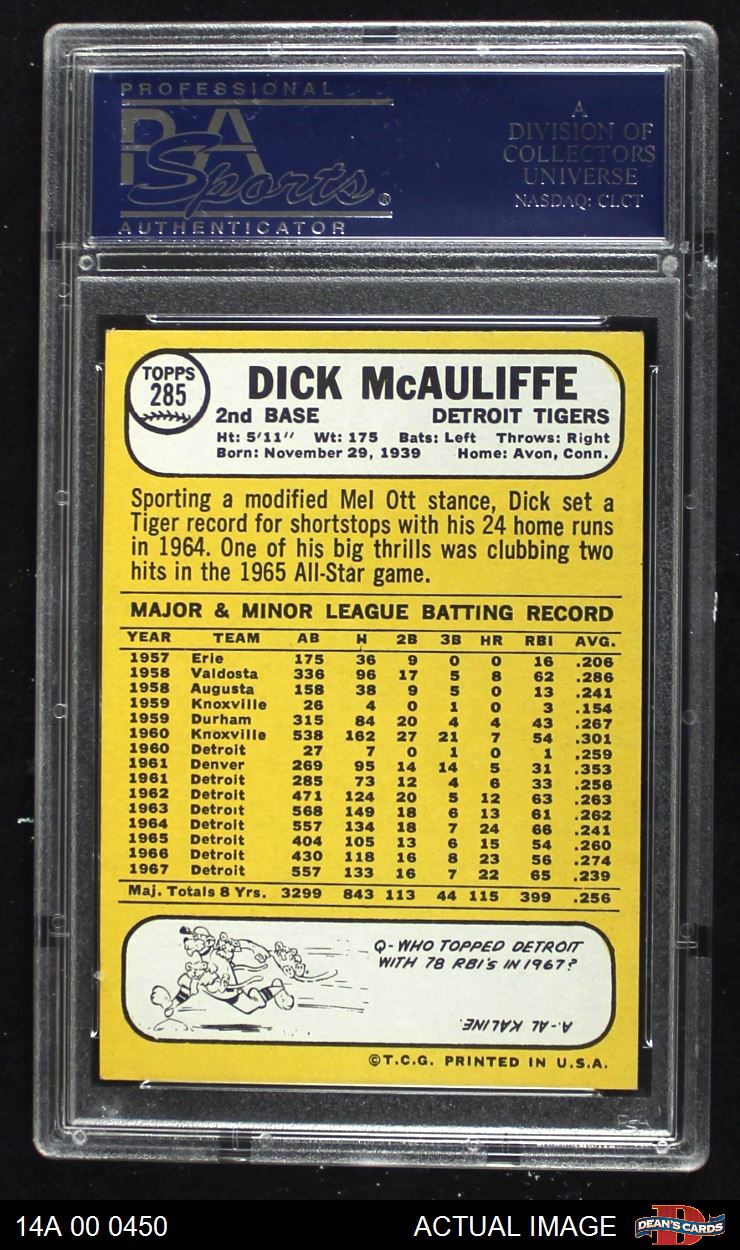 PROFESSIONAL
PSA
Sports®
AUTHENTICATOR
A
DIVISION OF
COLLECTORS
UNIVERSE
NASDAQ: CLCT
TOPPS
285
DICK McAULIFFE
2nd BASE DETROIT TIGERS
Ht: 5'11" Wt: 175 Bats: Left Throws: Right
Born: November 29, 1939 Home: Avon, Conn.
Sporting a modified Mel Ott stance, Dick set a
Tiger record for shortstops with his 24 home runs
in 1964. One of his big thrills was clubbing two
hits in the 1965 All-Star game.
MAJOR & MINOR LEAGUE BATTING RECORD
YEAR TEAM AB H 2B 3B HR RBI AVG.
1957 Erie 175 36 9 0 0 16 .206
1958 Valdosta 336 96 17 5 8 62 .286
1958 Augusta 158 38 9 5 0 13 .241
1959 Knoxville 26 4 0 1 0 3 .154
1959 Durham 315 84 20 4 4 43 .267
1960 Knoxville 538 162 27 21 7 54 .301
1960 Detroit 27 7 0 1 0 1 .259
1961 Denver 269 95 14 14 5 31 .353
1961 Detroit 285 73 12 4 6 33 .256
1962 Detroit 471 124 20 5 12 63 .263
1963 Detroit 568 149 18 6 13 61 .262
1964 Detroit 557 134 18 7 24 66 .241
1965 Detroit 404 105 13 6 15 54 .260
1966 Detroit 430 118 16 8 23 56 .274
1967 Detroit 557 133 16 7 22 65 .239
Maj. Totals 8 Yrs. 3299 843 113 44 115 399 .256
Q-WHO TOPPED DETROIT
WITH 78 RBI'S IN 1967?
A-AL KALINE.
©T.C.G. PRINTED IN U.S.A.
PSA
14A 00 0450 ACTUAL IMAGE
DEAN'S CARDS